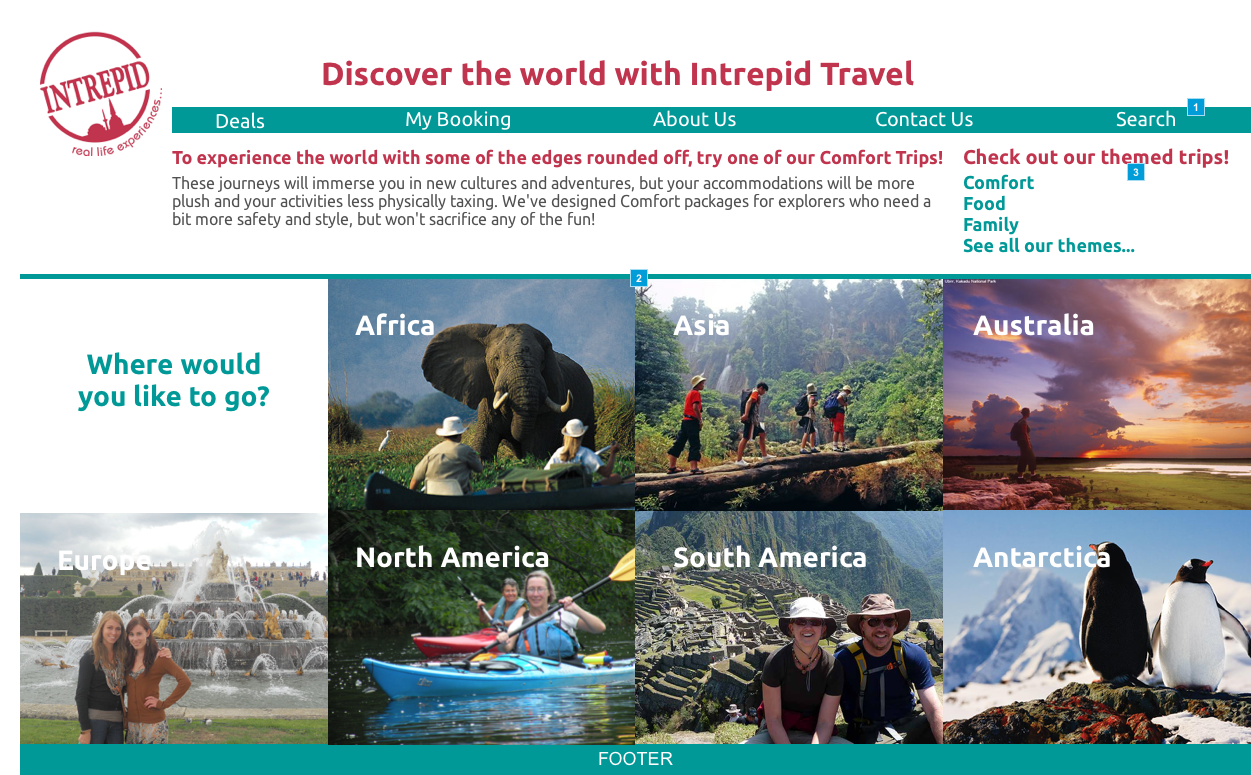 INTREPID
real life experiences...
Discover the world with Intrepid Travel
Deals My Booking About Us Contact Us Search 1
To experience the world with some of the edges rounded off, try one of our Comfort Trips!
These journeys will immerse you in new cultures and adventures, but your accommodations will be more
plush and your activities less physically taxing. We've designed Comfort packages for explorers who need a
bit more safety and style, but won't sacrifice any of the fun!
Check out our themed trips!
3
Comfort
Food
Family
See all our themes...
2
Where would
you like to go?
Africa
Asia
Ubirr, Kakadu National Park
Australia
Europe
North America
South America
Antarctica
FOOTER